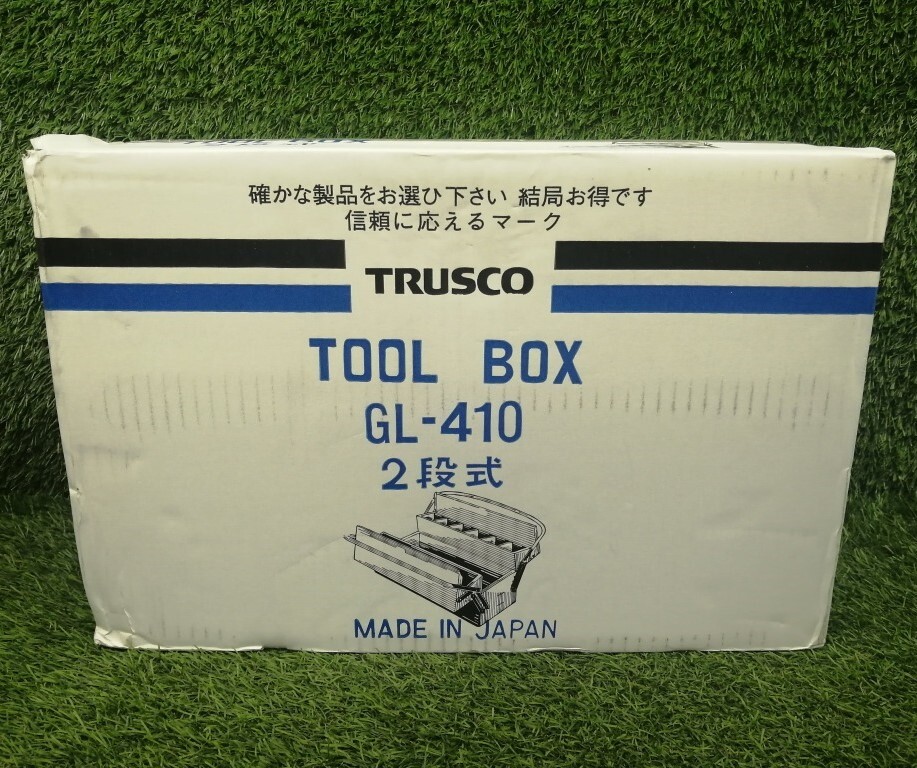 TOOL BOX
確かな製品をお選び下さい 結局お得です
信頼に応えるマーク
TRUSCO
TOOL BOX
GL-410
2段式
MADE IN JAPAN